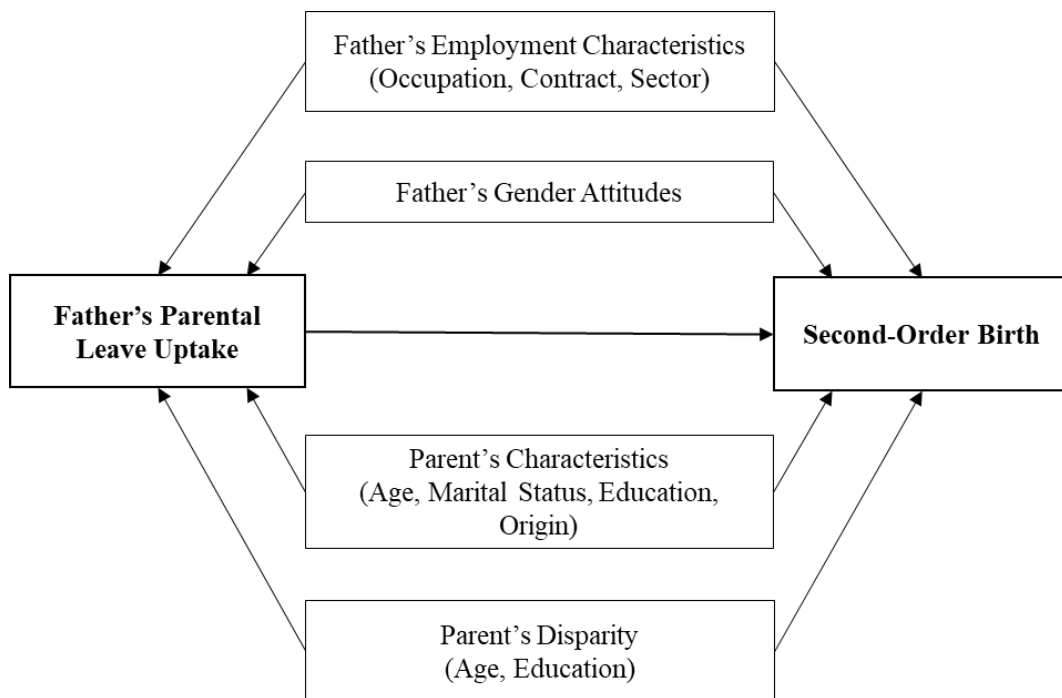 Father’s Employment Characteristics
(Occupation, Contract, Sector)
Father’s Gender Attitudes
Father’s Parental
Leave Uptake
Second-Order Birth
Parent’s Characteristics
(Age, Marital Status, Education,
Origin)
Parent’s Disparity
(Age, Education)